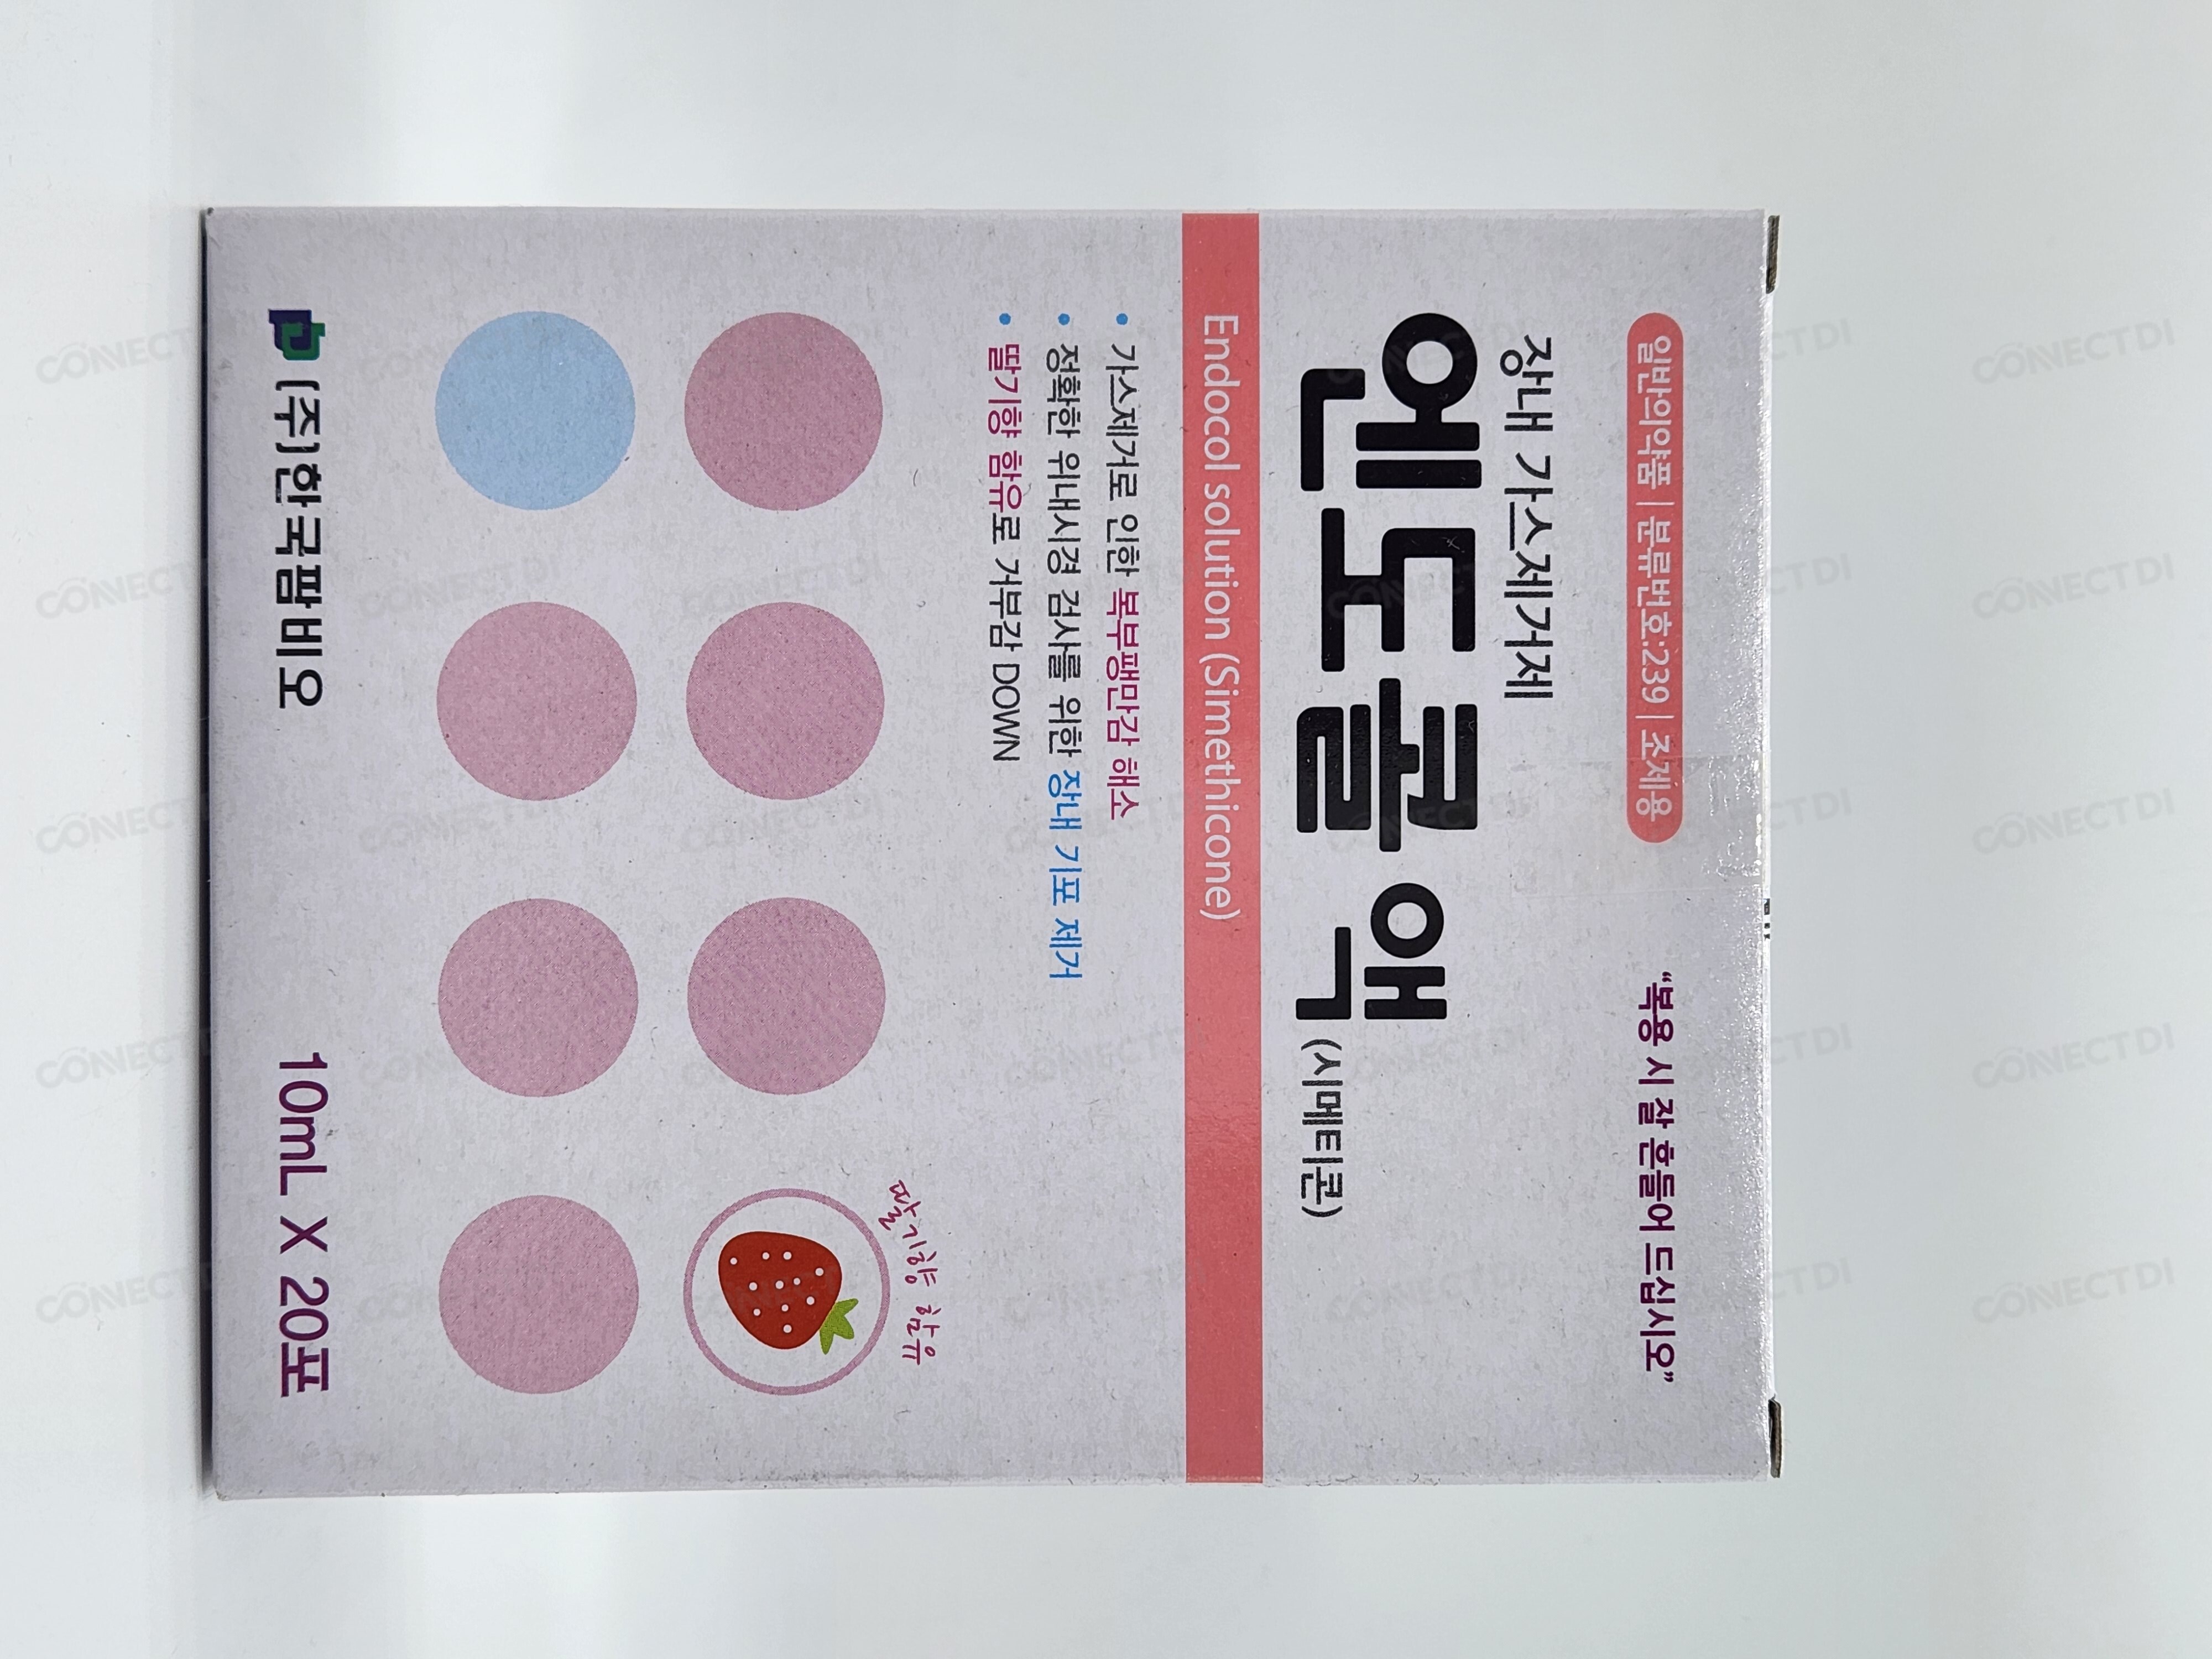 일반의약품 | 분류번호:239 | 조제용
"복용 시 잘 흔들어 드십시오"
장내 가스제거제
엔도콜 액 (시메티콘)
Endocol solution (Simethicone)
• 가스제거로 인한 복부팽만감 해소
• 정확한 위내시경 검사를 위한 장내 기포 제거
• 딸기향 함유로 거부감 DOWN
딸기향 함유
(주)한국팜비오
10mL X 20포
CONNECT DI